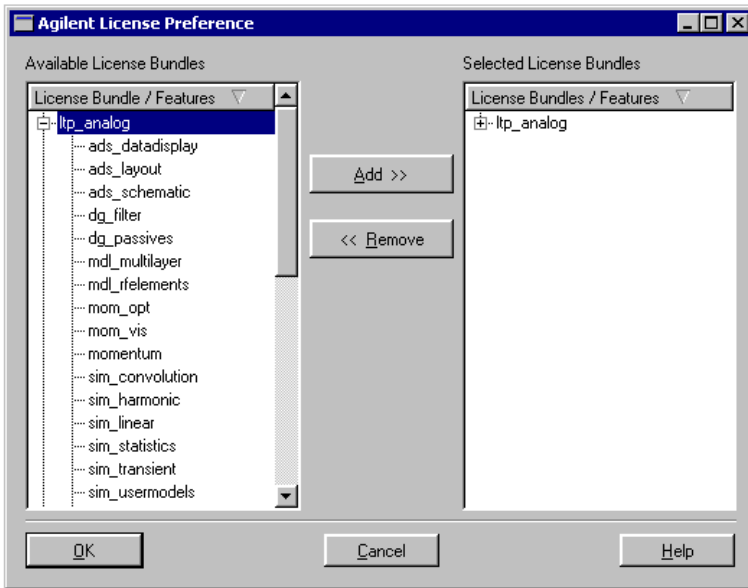 Agilent License Preference
Available License Bundles
Selected License Bundles
License Bundle / Features
License Bundles / Features
ltp_analog
ltp_analog
ads_datadisplay
ads_layout
ads_schematic
dg_filter
dg_passives
mdl_multilayer
mdl_rfelements
mom_opt
mom_vis
momentum
sim_convolution
sim_harmonic
sim_linear
sim_statistics
sim_transient
sim_usermodels
Add >>
<< Remove
OK
Cancel
Help